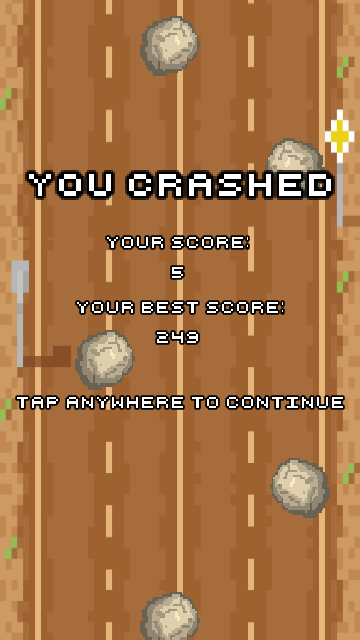 YOU CRASHED
YOUR SCORE:
5
YOUR BEST SCORE:
249
TAP ANYWHERE TO CONTINUE